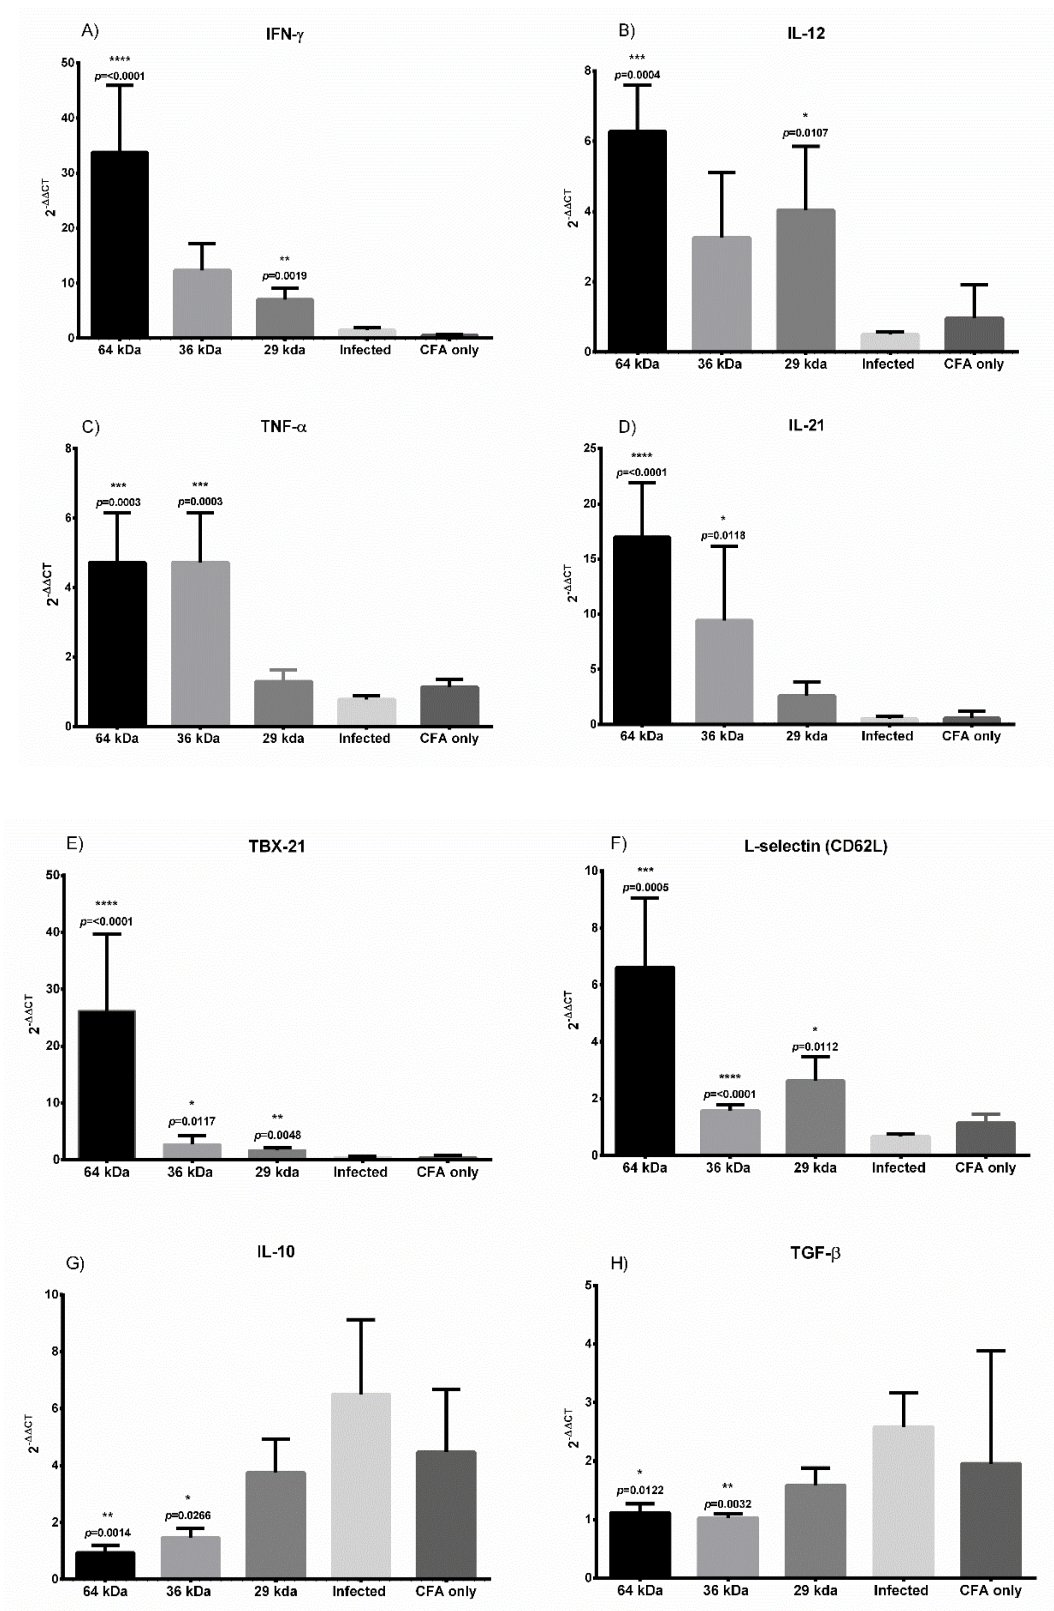 A)
IFN-γ
50
40
30
20
10
0
2-ΔΔCT
****
p=<0.0001
**
p=0.0019
64 kDa 36 kDa 29 kda Infected CFA only
B)
IL-12
8
6
4
2
0
2-ΔΔCT
***
p=0.0004
*
p=0.0107
64 kDa 36 kDa 29 kda Infected CFA only
C)
TNF-α
8
6
4
2
0
2-ΔΔCT
*** ***
p=0.0003 p=0.0003
64 kDa 36 kDa 29 kda Infected CFA only
D)
IL-21
25
20
15
10
5
0
2-ΔΔCT
****
p=<0.0001
*
p=0.0118
64 kDa 36 kDa 29 kda Infected CFA only
E)
TBX-21
50
40
30
20
10
0
2-ΔΔCT
****
p=<0.0001
*
p=0.0117
**
p=0.0048
64 kDa 36 kDa 29 kda Infected CFA only
F)
L-selectin (CD62L)
10
8
6
4
2
0
2-ΔΔCT
***
p=0.0005
****
p=<0.0001
*
p=0.0112
64 kDa 36 kDa 29 kda Infected CFA only
G)
IL-10
10
8
6
4
2
0
2-ΔΔCT
**
p=0.0014
*
p=0.0266
64 kDa 36 kDa 29 kda Infected CFA only
H)
TGF-β
5
4
3
2
1
0
2-ΔΔCT
*
p=0.0122
**
p=0.0032
64 kDa 36 kDa 29 kda Infected CFA only